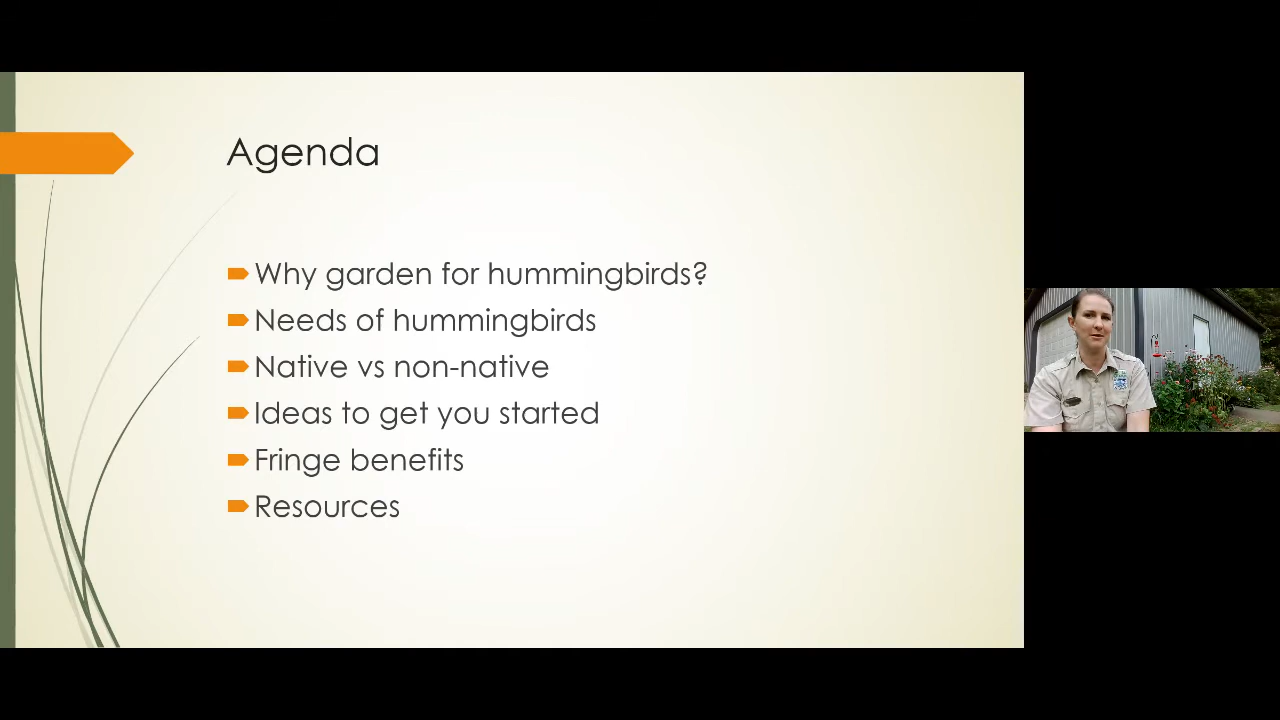 Agenda
Why garden for hummingbirds?
Needs of hummingbirds
Native vs non-native
Ideas to get you started
Fringe benefits
Resources